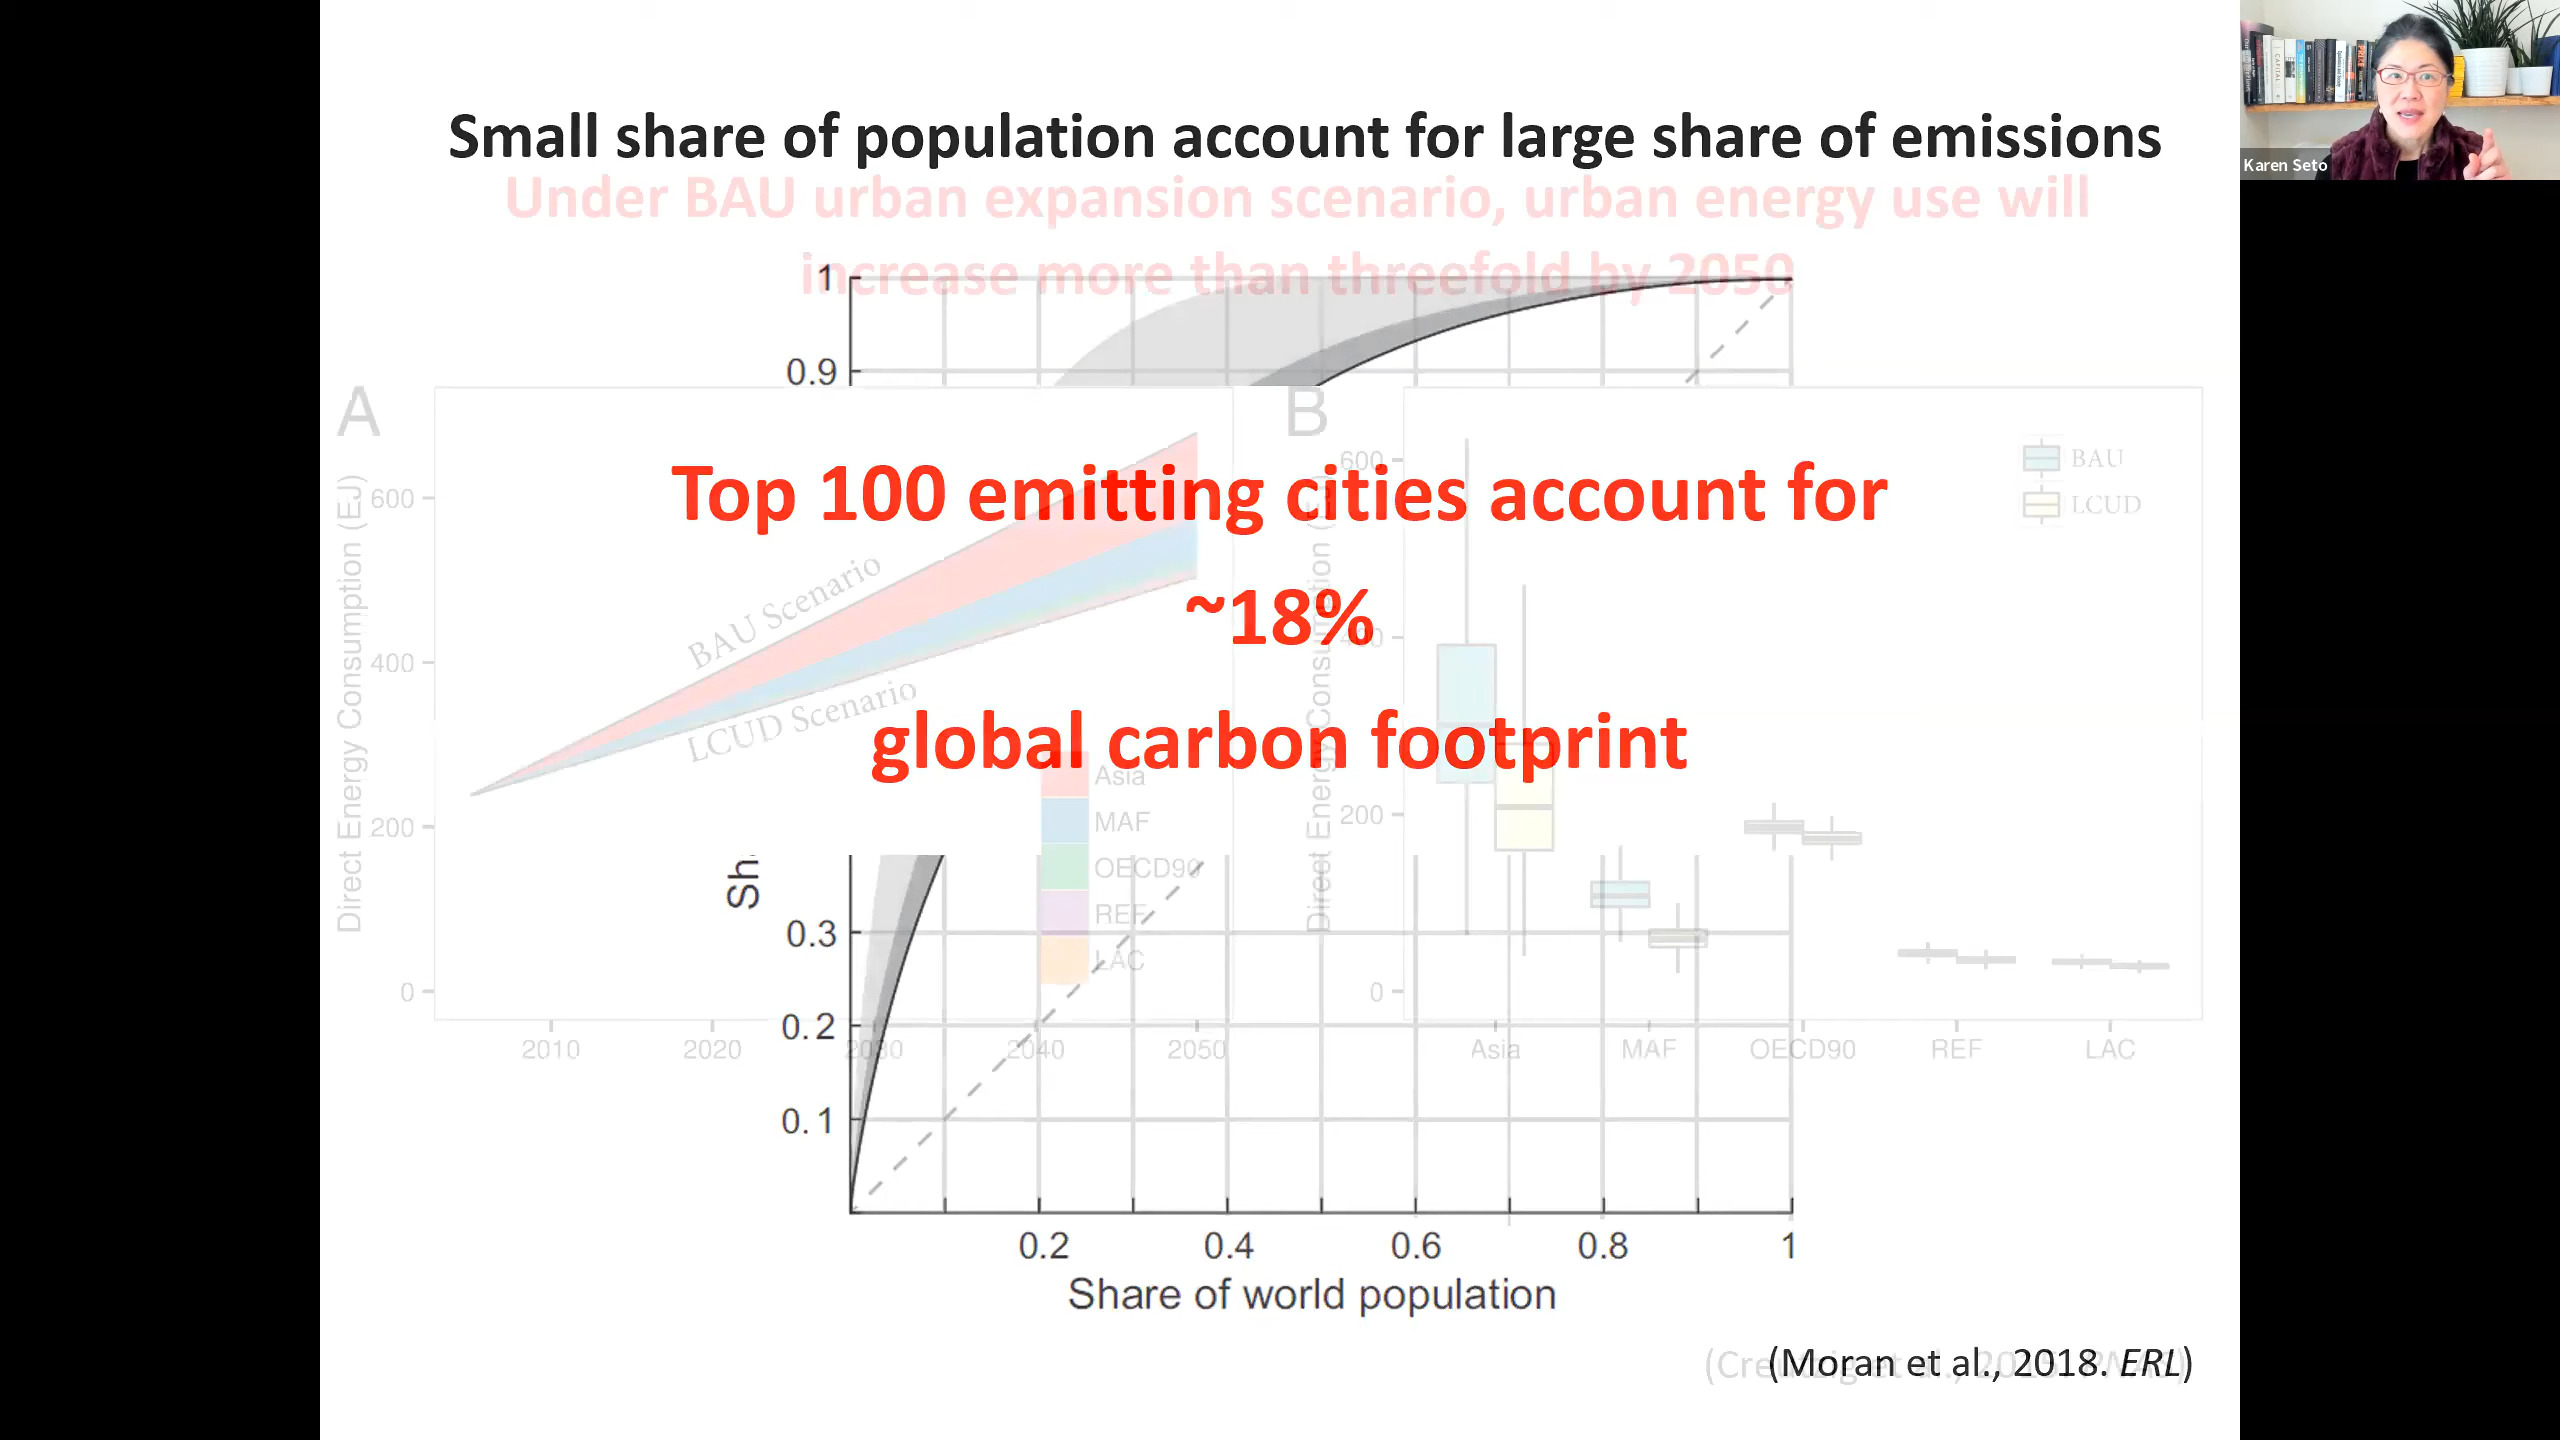 Karen Seto
Small share of population account for large share of emissions
Under BAU urban expansion scenario, urban energy use will
increase more than threefold by 2050
1
0.9
A
Direct Energy Consumption (EJ)
600
400
200
0
BAU Scenario
LCUD Scenario
Asia
MAF
OECD90
REF
LAC
2010
2020
2030
2040
2050
B
Direct Energy Consumption
600
400
200
0
BAU
LCUD
Asia
MAF
OECD90
REF
LAC
Top 100 emitting cities account for
~18%
global carbon footprint
Sh
0.3
0.2
0.1
0.2
0.4
0.6
0.8
1
Share of world population
(Moran et al., 2018. ERL)